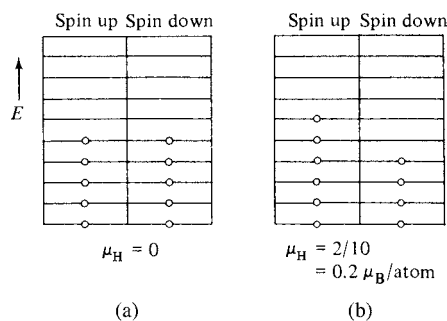 Spin up Spin down
E
μH = 0
(a)
Spin up Spin down
μH = 2/10
= 0.2 μB/atom
(b)